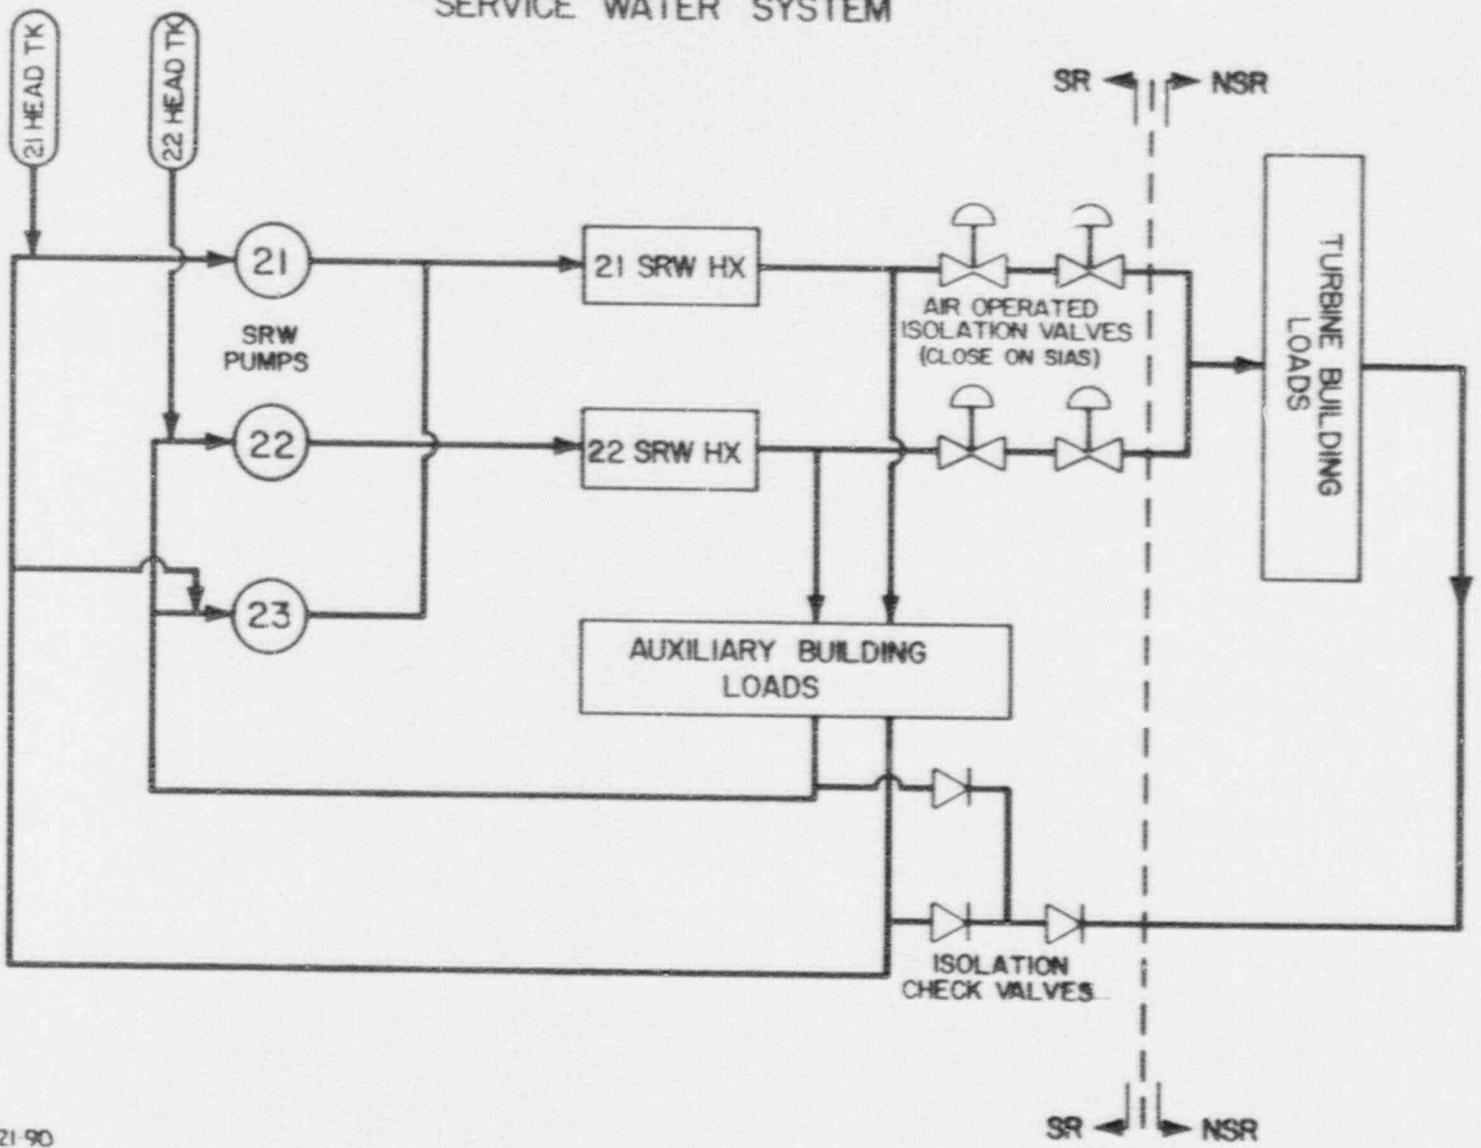 SERVICE WATER SYSTEM
21 HEAD TK
22 HEAD TK
SR
NSR
21
SRW
PUMPS
22
23
21 SRW HX
22 SRW HX
AIR OPERATED
ISOLATION VALVES
(CLOSE ON SIAS)
TURBINE BUILDING
LOADS
AUXILIARY BUILDING
LOADS
ISOLATION
CHECK VALVES
SR
NSR
21-90